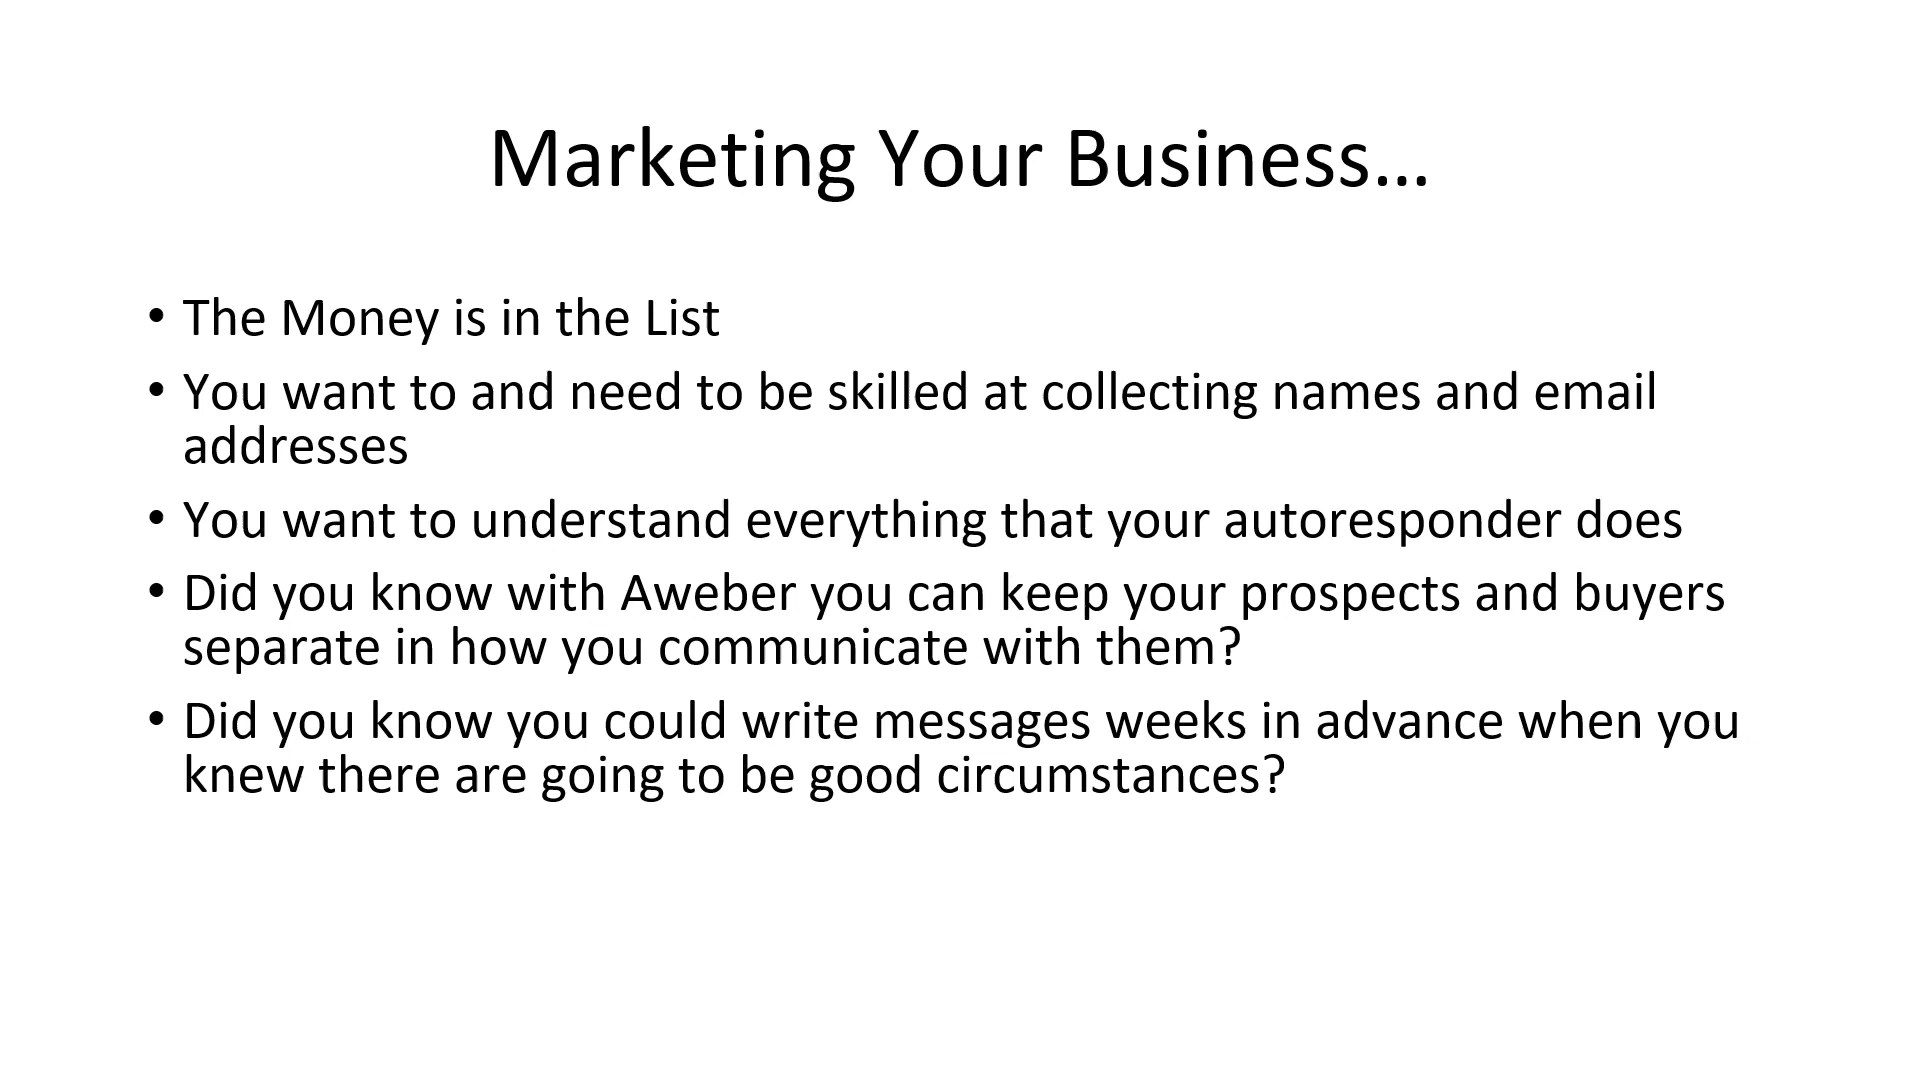 Marketing Your Business…
• The Money is in the List
• You want to and need to be skilled at collecting names and email
addresses
• You want to understand everything that your autoresponder does
• Did you know with Aweber you can keep your prospects and buyers
separate in how you communicate with them?
• Did you know you could write messages weeks in advance when you
knew there are going to be good circumstances?